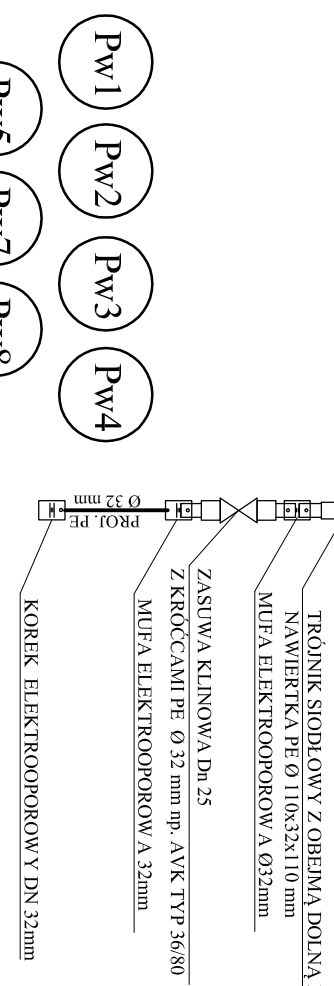 Pw1
Pw2
Pw3
Pw4
Pw7
TRÓJNIK SIODŁOWY Z OBEJMĄ DOLNĄ
NAWIERTKA PE Ø 110x32x110 mm
MUFA ELEKTROOPOROWA Ø32mm
ZASUWA KLINOWA Dn 25
Z KRÓĆCAMI PE Ø 32 mm np. AVK TYP 36/80
MUFA ELEKTROOPOROWA 32mm
PROJ. PE
Ø 32 mm
KOREK ELEKTROOPOROWY DN 32mm